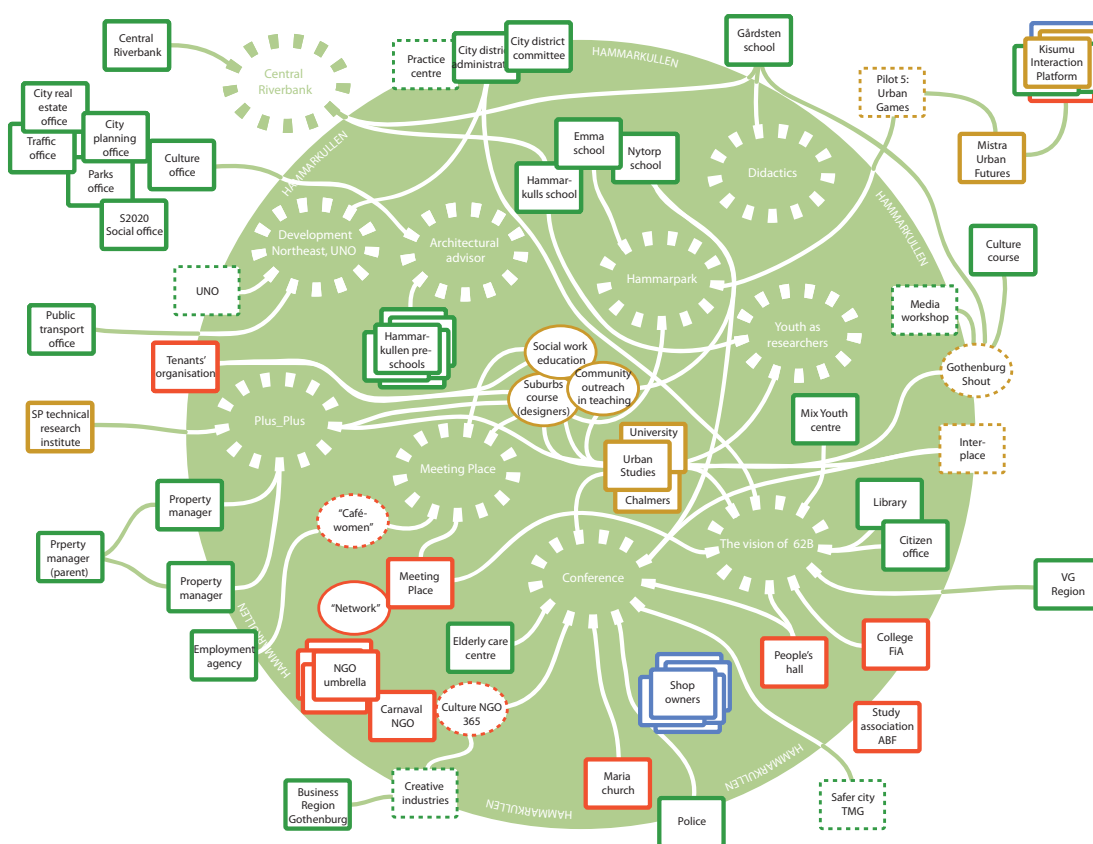 Central
Riverbank
Practice
centre
City distric
administrat
City district
committee
HAMMARKULLEN
Gårdsten
school
Kisumu
Interaction
Platform
Pilot 5:
Urban
Games
Central
Riverbank
City real
estate
office
City
planning
office
Traffic
office
Culture
office
Parks
office
S2020
Social office
HAMMARKULLEN
Emma
school
Nytorp
school
Hammar-
kulls school
Didactics
Mistra
Urban
Futures
HAMMARKULLEN
Development
Northeast, UNO
Architectural
advisor
Hammarpark
Culture
course
UNO
Media
workshop
Public
transport
office
Hammar-
kullen pre-
schools
Youth as
researchers
Tenants’
organisation
Social work
education
Community
outreach
in teaching
Suburbs
course
(designers)
Gothenburg
Shout
SP technical
research
institute
Plus_Plus
Mix Youth
centre
University
Urban
Studies
Chalmers
Inter-
place
Meeting Place
Property
manager
“Café-
women”
Library
Citizen
office
The vision of 62B
Prperty
manager
(parent)
Property
manager
Meeting
Place
Conference
VG
Region
“Network”
HAMMARKULLEN
HAMMARKULLEN
Employment
agency
Elderly care
centre
People’s
hall
College
FiA
NGO
umbrella
Shop
owners
Carnaval
NGO
Culture NGO
365
Study
association
ABF
Maria
church
HAMMARKULLEN
Business
Region
Gothenburg
Creative
industries
HAMMARKULLEN
Safer city
TMG
Police